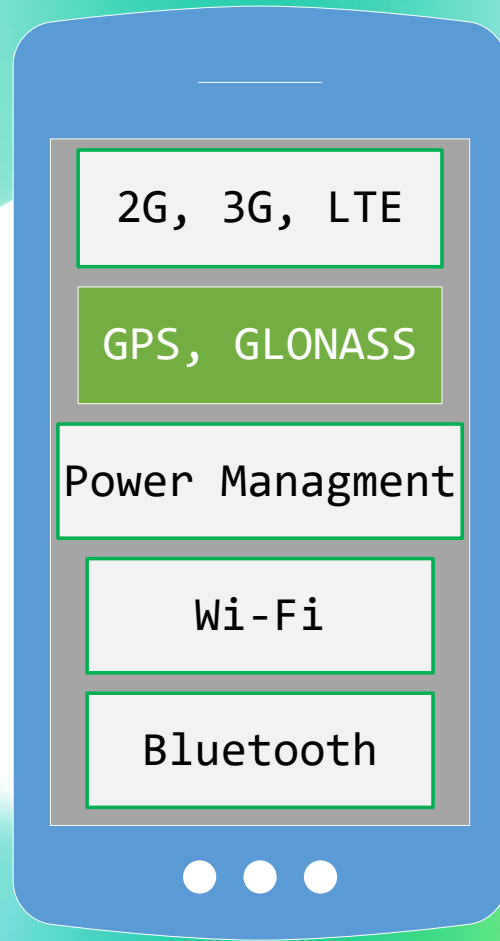 2G, 3G, LTE
GPS, GLONASS
Power Managment
Wi-Fi
Bluetooth